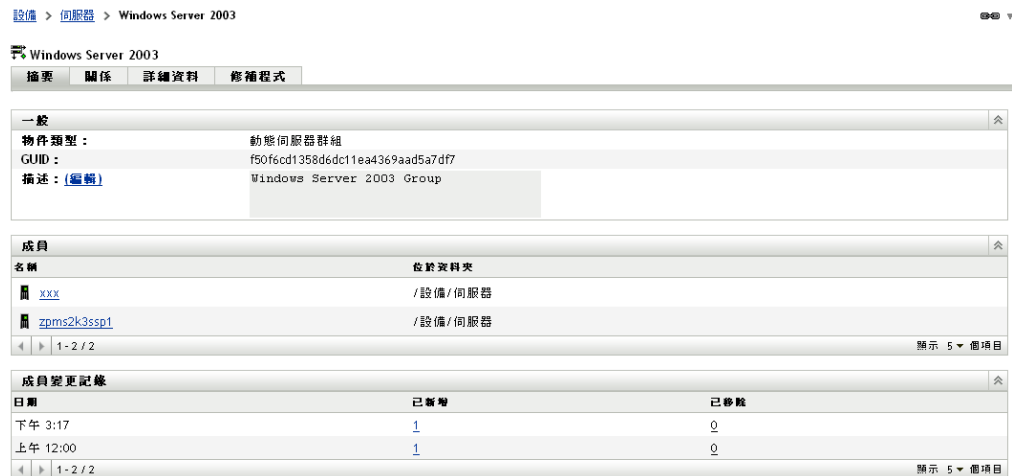 設備 > 伺服器 > Windows Server 2003
Windows Server 2003
摘要 關係 詳細資料 修補程式
一般
物件類型： 動態伺服器群組
GUID： f50f6cd1358d6dc11ea4369aad5a7df7
描述：(編輯) Windows Server 2003 Group
成員
名稱 位於資料夾
xxx /設備/伺服器
zpms2k3ssp1 /設備/伺服器
1 - 2 / 2 顯示 5 個項目
成員變更記錄
日期 已新增 已移除
下午 3:17 1 0
上午 12:00 1 0
1 - 2 / 2 顯示 5 個項目